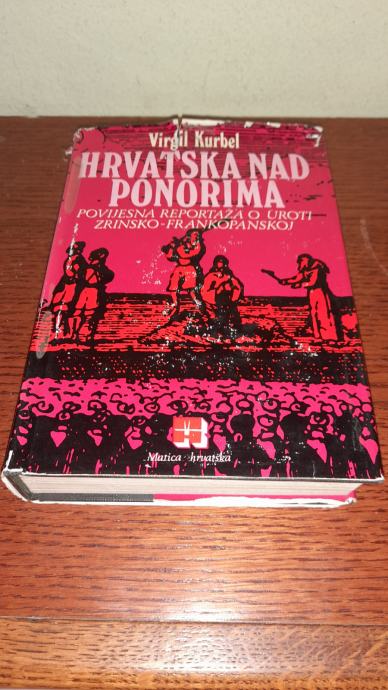 Virgil Kurbel
HRVATSKA NAD
PONORIMA
POVIJESNA REPORTAŽA O UROTI
ZRINSKO-FRANKOPANSKOJ
Matica hrvatska